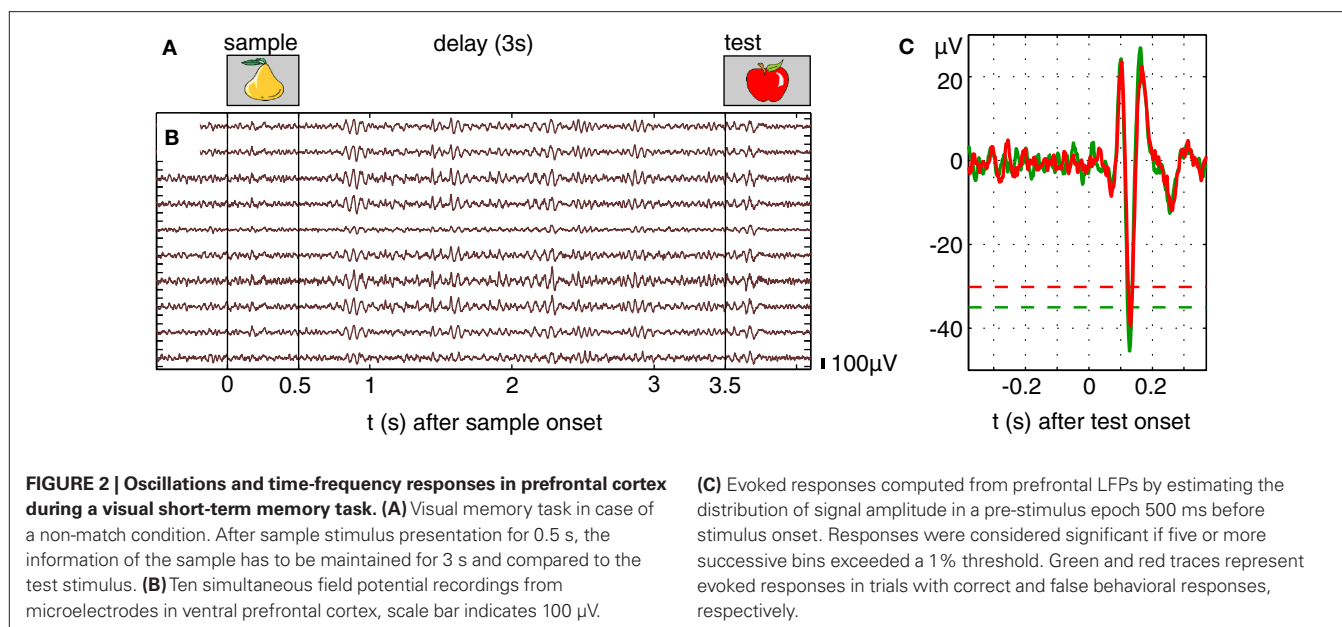 A sample delay (3s) test
B
0 0.5 1 2 3 3.5
100µV
t (s) after sample onset
C µV
20
0
-20
-40
-0.2 0 0.2
t (s) after test onset
FIGURE 2 | Oscillations and time-frequency responses in prefrontal cortex
during a visual short-term memory task. (A) Visual memory task in case of
a non-match condition. After sample stimulus presentation for 0.5 s, the
information of the sample has to be maintained for 3 s and compared to the
test stimulus. (B) Ten simultaneous field potential recordings from
microelectrodes in ventral prefrontal cortex, scale bar indicates 100 µV.
(C) Evoked responses computed from prefrontal LFPs by estimating the
distribution of signal amplitude in a pre-stimulus epoch 500 ms before
stimulus onset. Responses were considered significant if five or more
successive bins exceeded a 1% threshold. Green and red traces represent
evoked responses in trials with correct and false behavioral responses,
respectively.